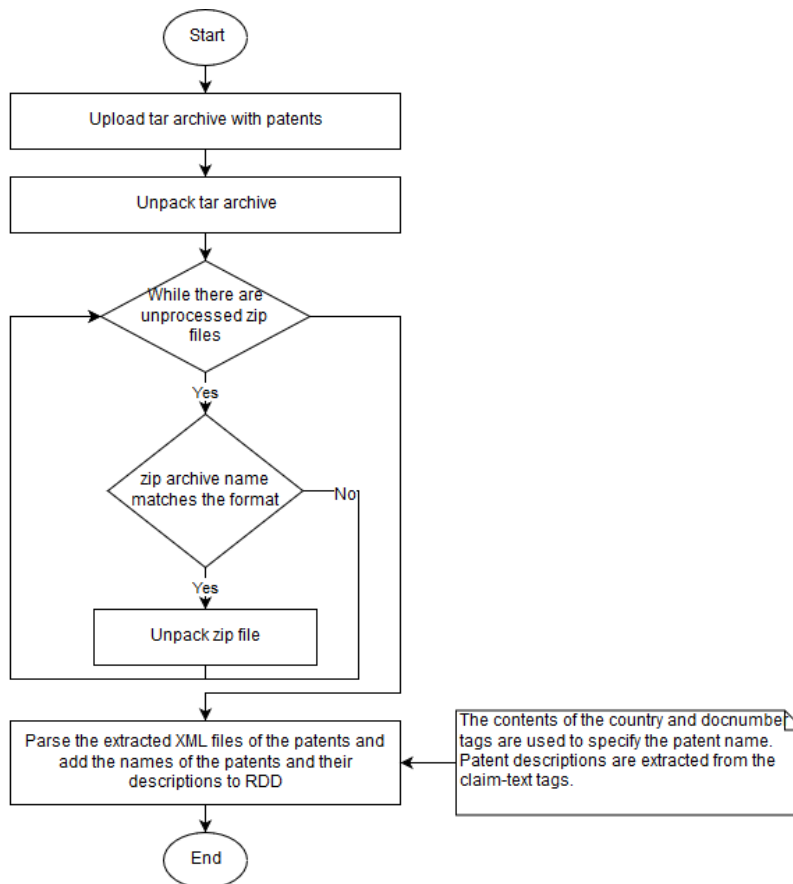 Start
Upload tar archive with patents
Unpack tar archive
While there are
unprocessed zip
files
Yes
zip archive name
matches the format
No
Yes
Unpack zip file
Parse the extracted XML files of the patents and
add the names of the patents and their
descriptions to RDD
The contents of the country and docnumber
tags are used to specify the patent name.
Patent descriptions are extracted from the
claim-text tags.
End